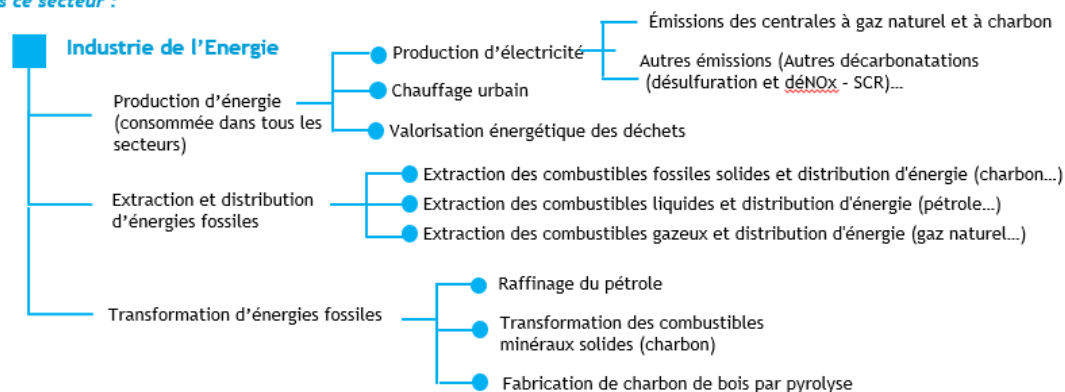 ce secteur :
Industrie de l’Energie
Production d’énergie
(consommée dans tous les
secteurs)
Production d’électricité
Émissions des centrales à gaz naturel et à charbon
Autres émissions (Autres décarbonatations
(désulfuration et déNOx - SCR)...
Chauffage urbain
Valorisation énergétique des déchets
Extraction et distribution
d’énergies fossiles
Extraction des combustibles fossiles solides et distribution d'énergie (charbon...)
Extraction des combustibles liquides et distribution d'énergie (pétrole...)
Extraction des combustibles gazeux et distribution d'énergie (gaz naturel...)
Transformation d’énergies fossiles
Raffinage du pétrole
Transformation des combustibles
minéraux solides (charbon)
Fabrication de charbon de bois par pyrolyse